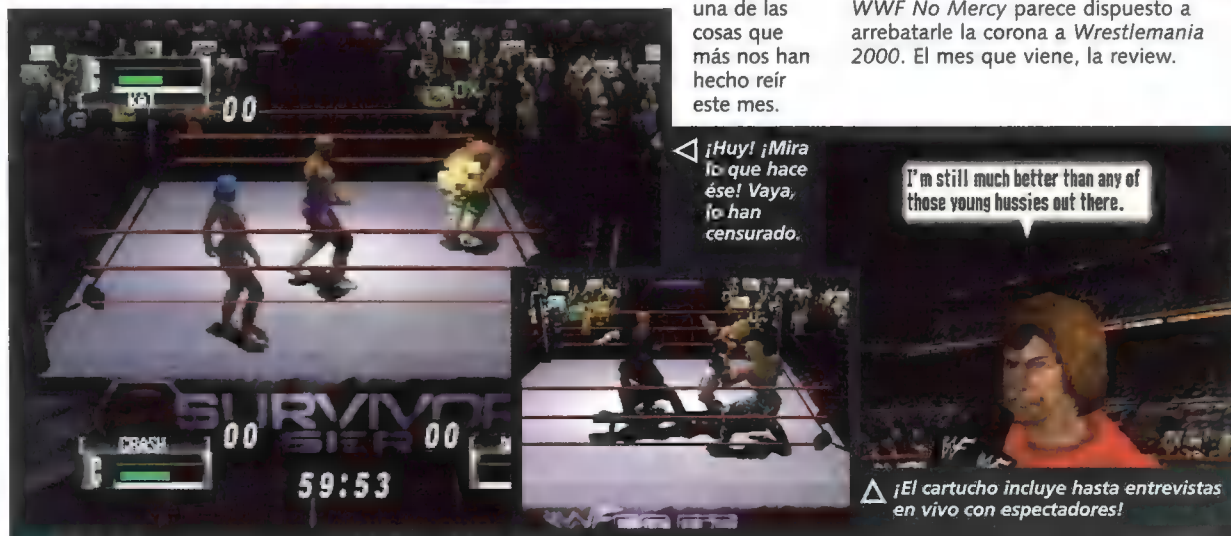 una de las
cosas que
más nos han
hecho reír
este mes.
WWF No Mercy parece dispuesto a
arrebatarle la corona a Wrestlemania
2000. El mes que viene, la review.
¡Huy! ¡Mira
lo que hace
ése! Vaya,
lo han
censurado.
00
SURVIVOR
SER
CRASH
00
00
59:53
I'm still much better than any of
those young hussies out there.
¡El cartucho incluye hasta entrevistas
en vivo con espectadores!